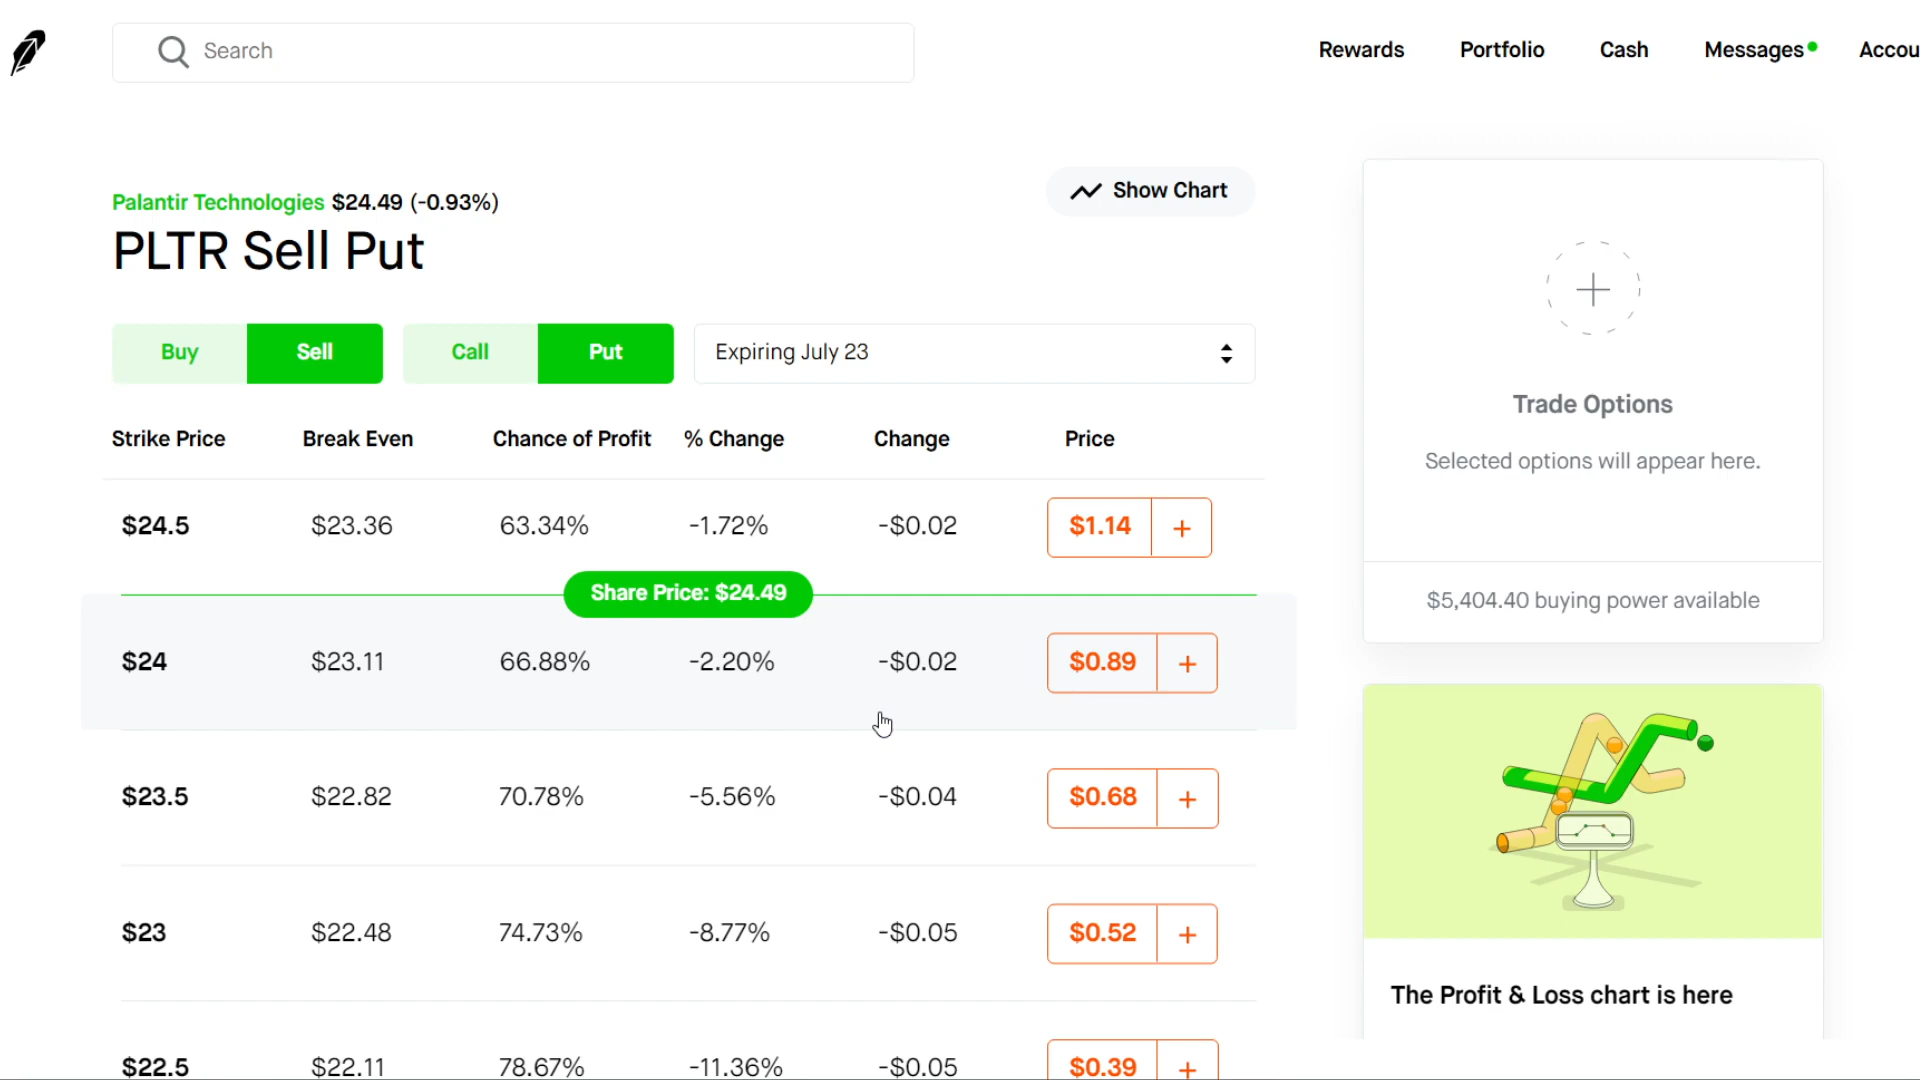 Search
Rewards Portfolio Cash Messages Accou
Palantir Technologies $24.49 (-0.93%)
PLTR Sell Put
Show Chart
Buy Sell Call Put Expiring July 23
Strike Price Break Even Chance of Profit % Change Change Price
$24.5 $23.36 63.34% -1.72% -$0.02 $1.14 +
Share Price: $24.49
$24 $23.11 66.88% -2.20% -$0.02 $0.89 +
$23.5 $22.82 70.78% -5.56% -$0.04 $0.68 +
$23 $22.48 74.73% -8.77% -$0.05 $0.52 +
$22.5 $22.11 78.67% -11.36% -$0.05 $0.39 +
Trade Options
Selected options will appear here.
$5,404.40 buying power available
The Profit & Loss chart is here